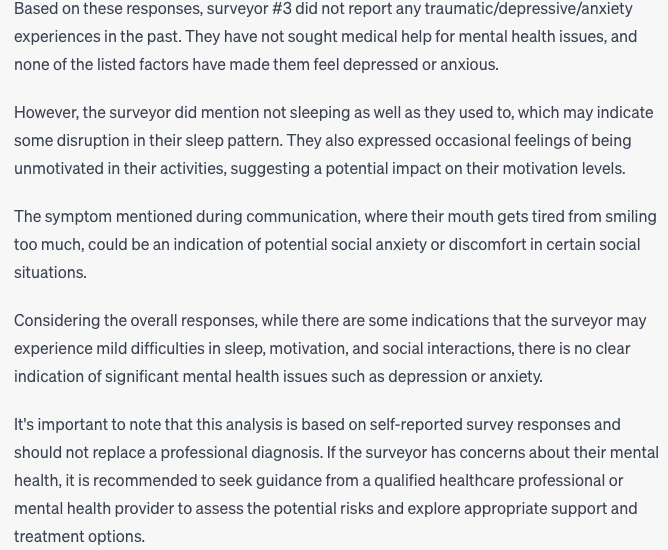 Based on these responses, surveyor #3 did not report any traumatic/depressive/anxiety
experiences in the past. They have not sought medical help for mental health issues, and
none of the listed factors have made them feel depressed or anxious.
However, the surveyor did mention not sleeping as well as they used to, which may indicate
some disruption in their sleep pattern. They also expressed occasional feelings of being
unmotivated in their activities, suggesting a potential impact on their motivation levels.
The symptom mentioned during communication, where their mouth gets tired from smiling
too much, could be an indication of potential social anxiety or discomfort in certain social
situations.
Considering the overall responses, while there are some indications that the surveyor may
experience mild difficulties in sleep, motivation, and social interactions, there is no clear
indication of significant mental health issues such as depression or anxiety.
It's important to note that this analysis is based on self-reported survey responses and
should not replace a professional diagnosis. If the surveyor has concerns about their mental
health, it is recommended to seek guidance from a qualified healthcare professional or
mental health provider to assess the potential risks and explore appropriate support and
treatment options.